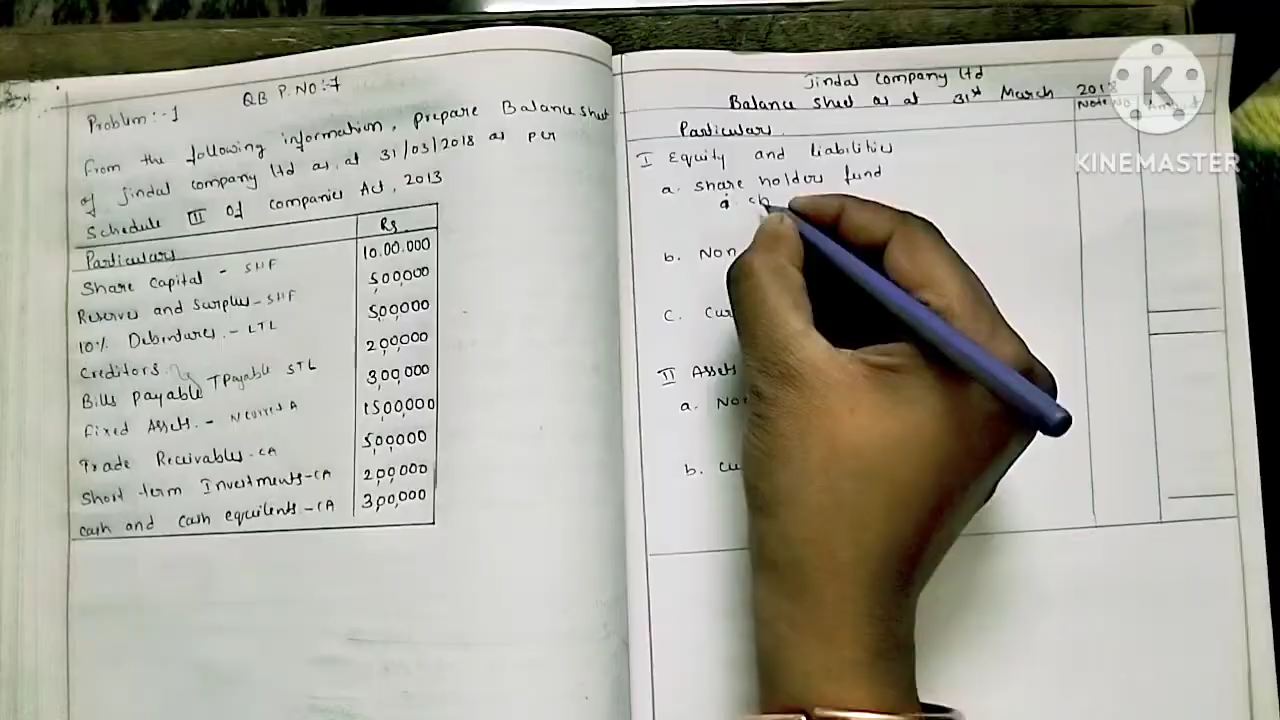 Problem:-1 QB P.NO:-7
From the following information, prepare Balance sheet
of Jindal company Ltd as at 31/03/2018 as per
Schedule III of companies Act, 2013
Particulars Rs
Share Capital - SHF 10,00,000
Reserves and Surplus - SHF 5,00,000
10% Debentures. - LTL 5,00,000
Creditors 2,00,000
Bills payable TPayable STL 3,00,000
Fixed Assets. - 15,00,000
Trade Receivables - CA 5,00,000
Short term Investments - CA 2,00,000
Cash and cash equilents - CA 3,00,000
Jindal Company Ltd
Balance sheet as at 31st March 2018
Particulars Note No
I Equity and liabilities
a. Share holders fund
i. sh
b. Non
c. Cur
II Assets
a. Non
b. Cu
K
KINEMASTER